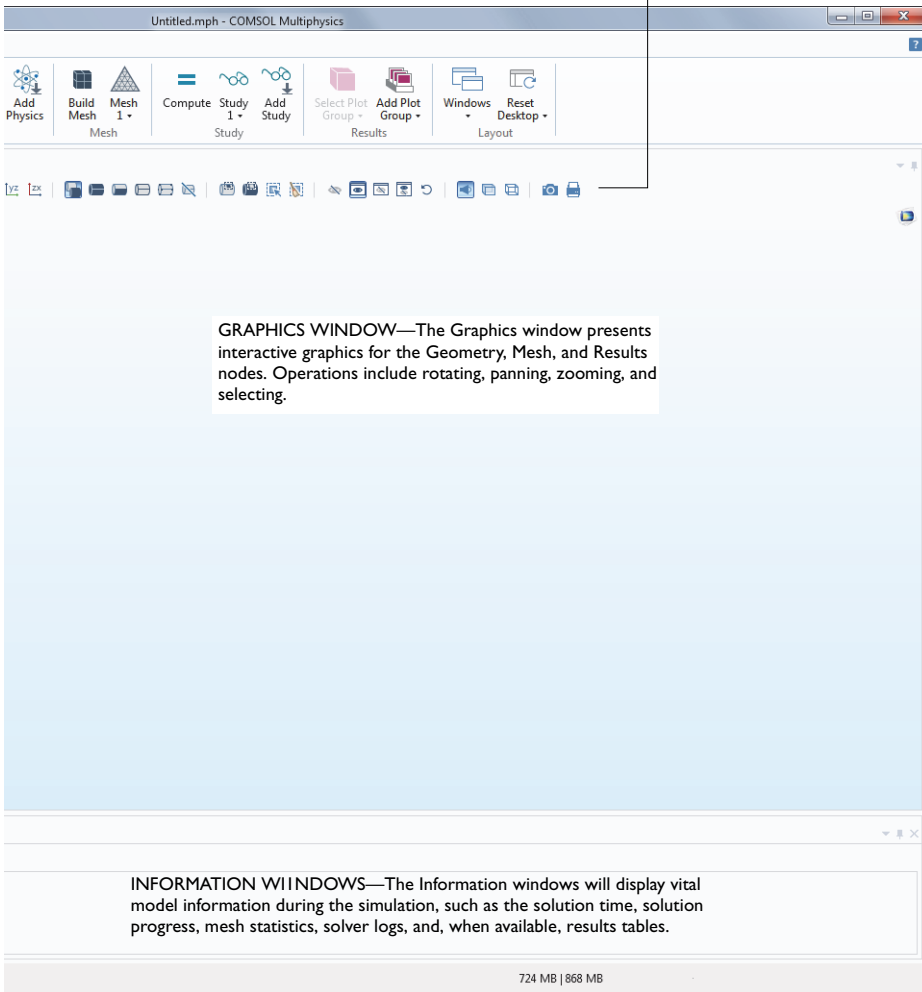 Untitled.mph - COMSOL Multiphysics
?
Add Physics
Build Mesh
Mesh 1
Compute
Study 1
Add Study
Select Plot Group
Add Plot Group
Windows
Reset Desktop
Mesh
Study
Results
Layout
yz zx
GRAPHICS WINDOW—The Graphics window presents
interactive graphics for the Geometry, Mesh, and Results
nodes. Operations include rotating, panning, zooming, and
selecting.
INFORMATION WI1NDOWS—The Information windows will display vital
model information during the simulation, such as the solution time, solution
progress, mesh statistics, solver logs, and, when available, results tables.
724 MB | 868 MB